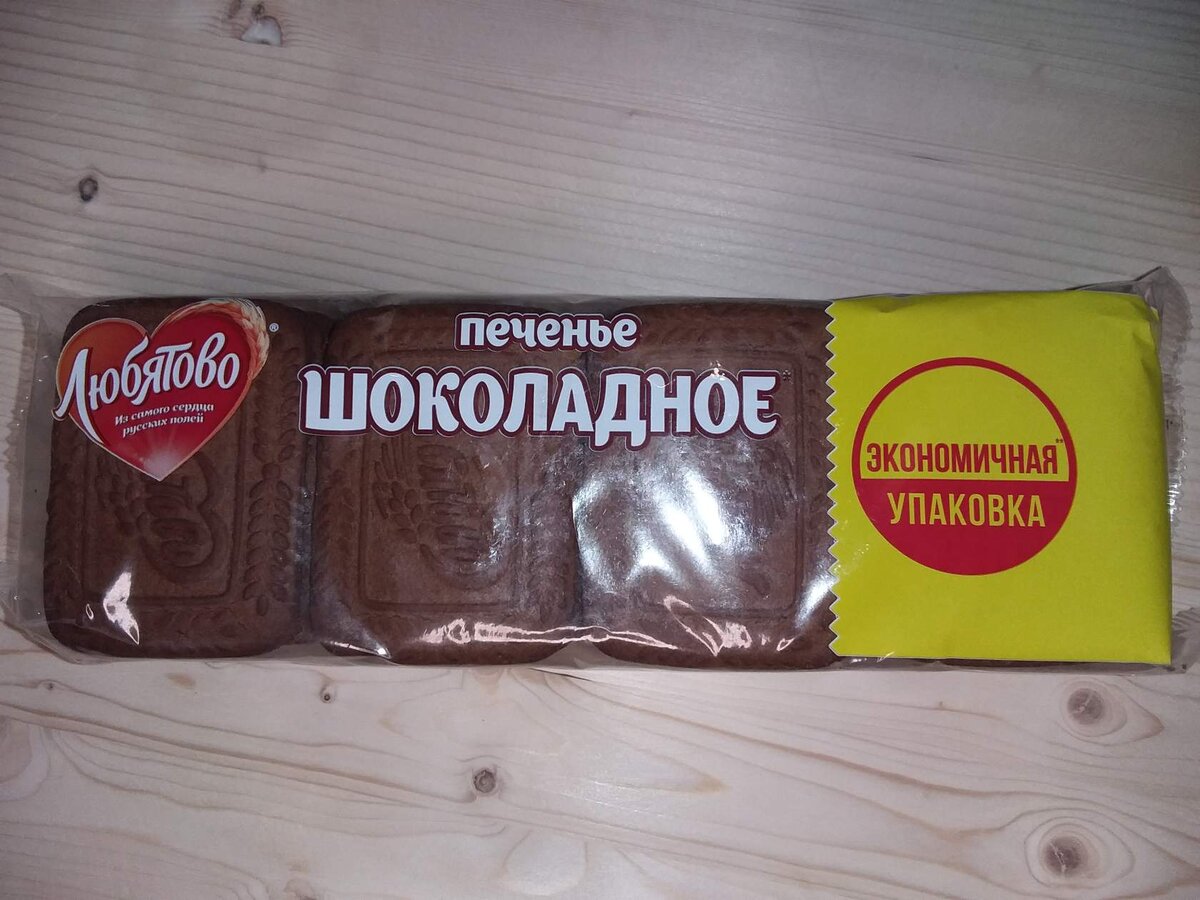 Любятово®
Из самого сердца
русских полей
печенье
ШОКОЛАДНОЕ*
ЭКОНОМИЧНАЯ**
УПАКОВКА